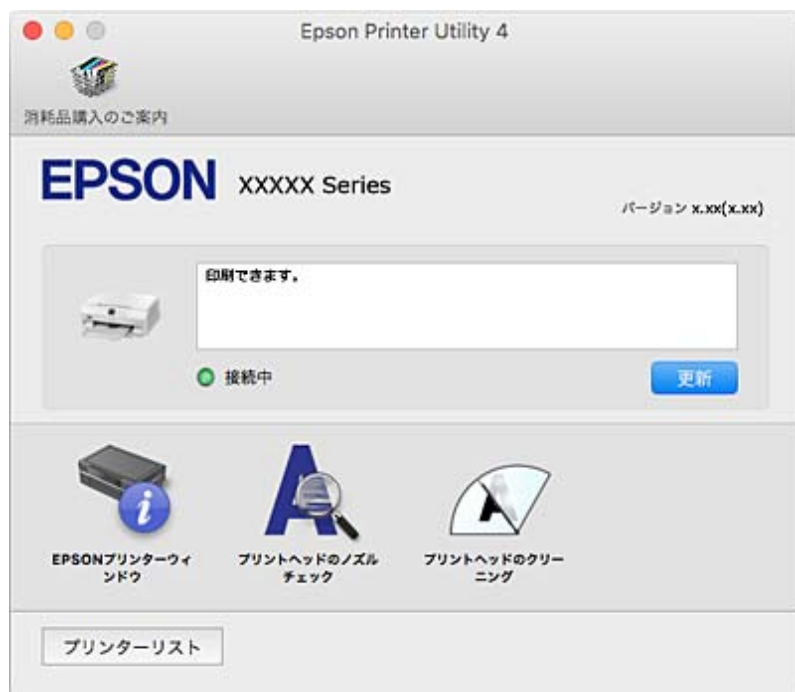 Epson Printer Utility 4
消耗品購入のご案内
EPSON XXXXX Series
バージョン x.xx(x.xx)
印刷できます。
接続中
更新
EPSONプリンターウィ
ンドウ
プリントヘッドのノズル
チェック
プリントヘッドのクリー
ニング
プリンターリスト